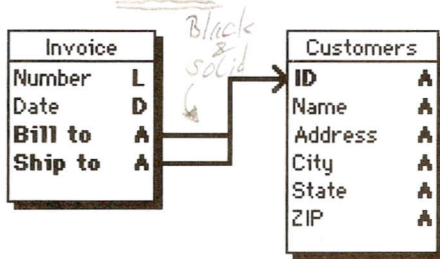 Black
&
solid
Invoice
Number L
Date D
Bill to A
Ship to A
Customers
ID A
Name A
Address A
City A
State A
ZIP A